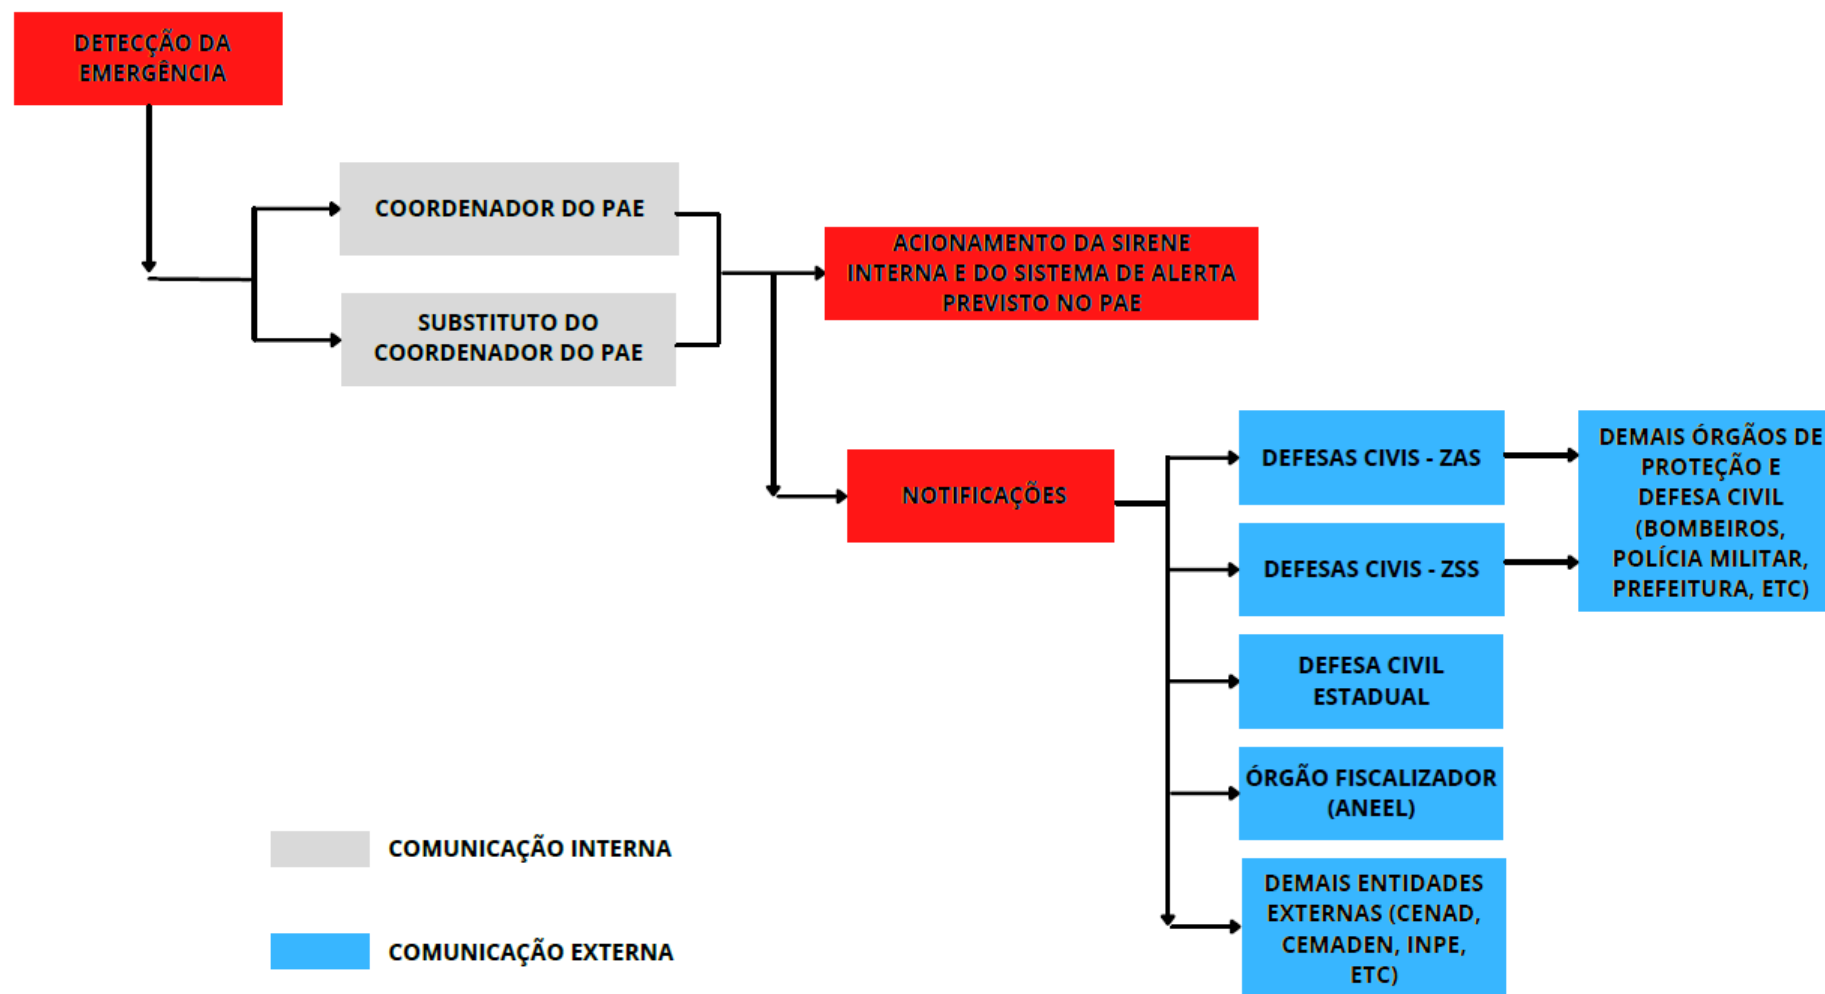 DETECÇÃO DA
EMERGÊNCIA
COORDENADOR DO PAE
SUBSTITUTO DO
COORDENADOR DO PAE
ACIONAMENTO DA SIRENE
INTERNA E DO SISTEMA DE ALERTA
PREVISTO NO PAE
NOTIFICAÇÕES
DEFESAS CIVIS - ZAS
DEFESAS CIVIS - ZSS
DEFESA CIVIL
ESTADUAL
ÓRGÃO FISCALIZADOR
(ANEEL)
DEMAIS ENTIDADES
EXTERNAS (CENAD,
CEMADEN, INPE,
ETC)
DEMAIS ÓRGÃOS DE
PROTEÇÃO E
DEFESA CIVIL
(BOMBEIROS,
POLÍCIA MILITAR,
PREFEITURA, ETC)
COMUNICAÇÃO INTERNA
COMUNICAÇÃO EXTERNA